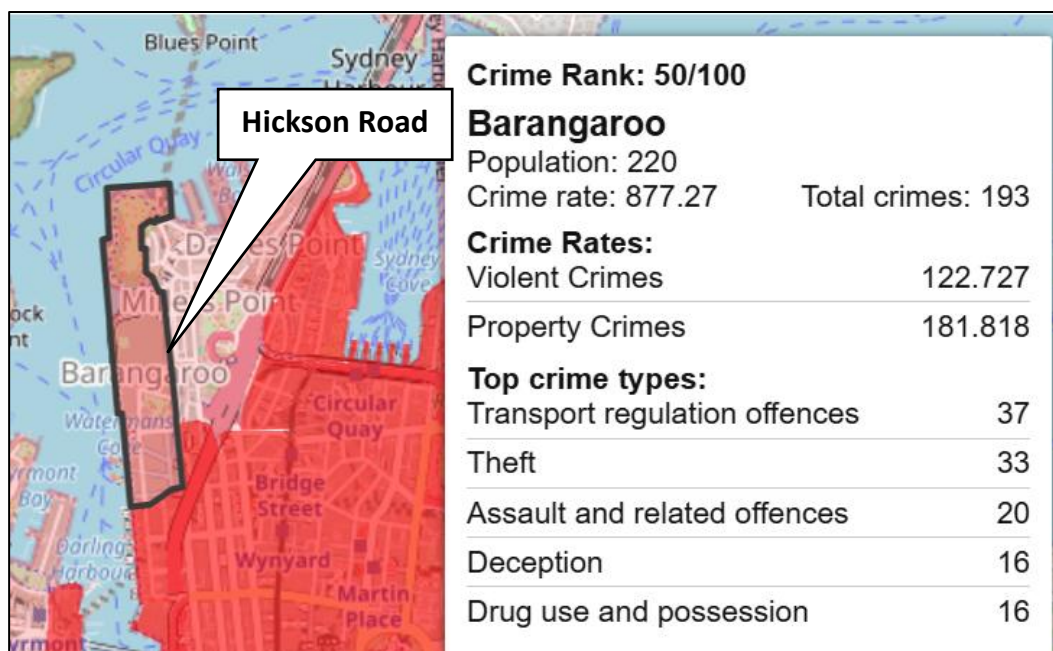 Blues Point
Sydney
Hickson Road
Circular Quay
Dawes Point
Sydney
Cove
Millers Point
Barangaroo
Watermans
Cove
Circular
Quay
Bridge
Street
Wynyard
Martin
Place
Bay
Darling
Harbour
Crime Rank: 50/100
Barangaroo
Population: 220
Crime rate: 877.27 Total crimes: 193
Crime Rates:
Violent Crimes 122.727
Property Crimes 181.818
Top crime types:
Transport regulation offences 37
Theft 33
Assault and related offences 20
Deception 16
Drug use and possession 16